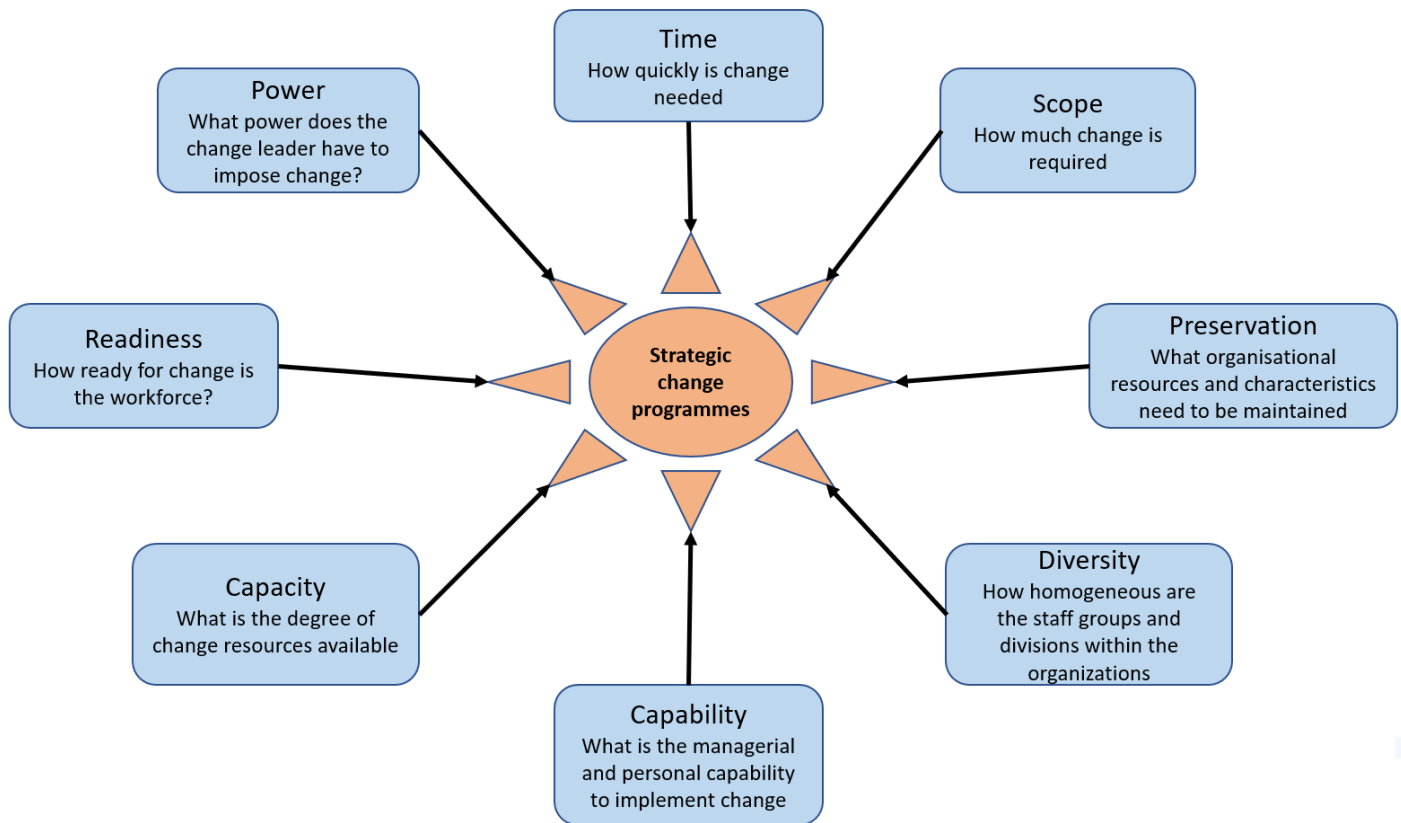 Time
How quickly is change
needed
Power
What power does the
change leader have to
impose change?
Scope
How much change is
required
Readiness
How ready for change is
the workforce?
Strategic
change
programmes
Preservation
What organisational
resources and characteristics
need to be maintained
Capacity
What is the degree of
change resources available
Diversity
How homogeneous are
the staff groups and
divisions within the
organizations
Capability
What is the managerial
and personal capability
to implement change